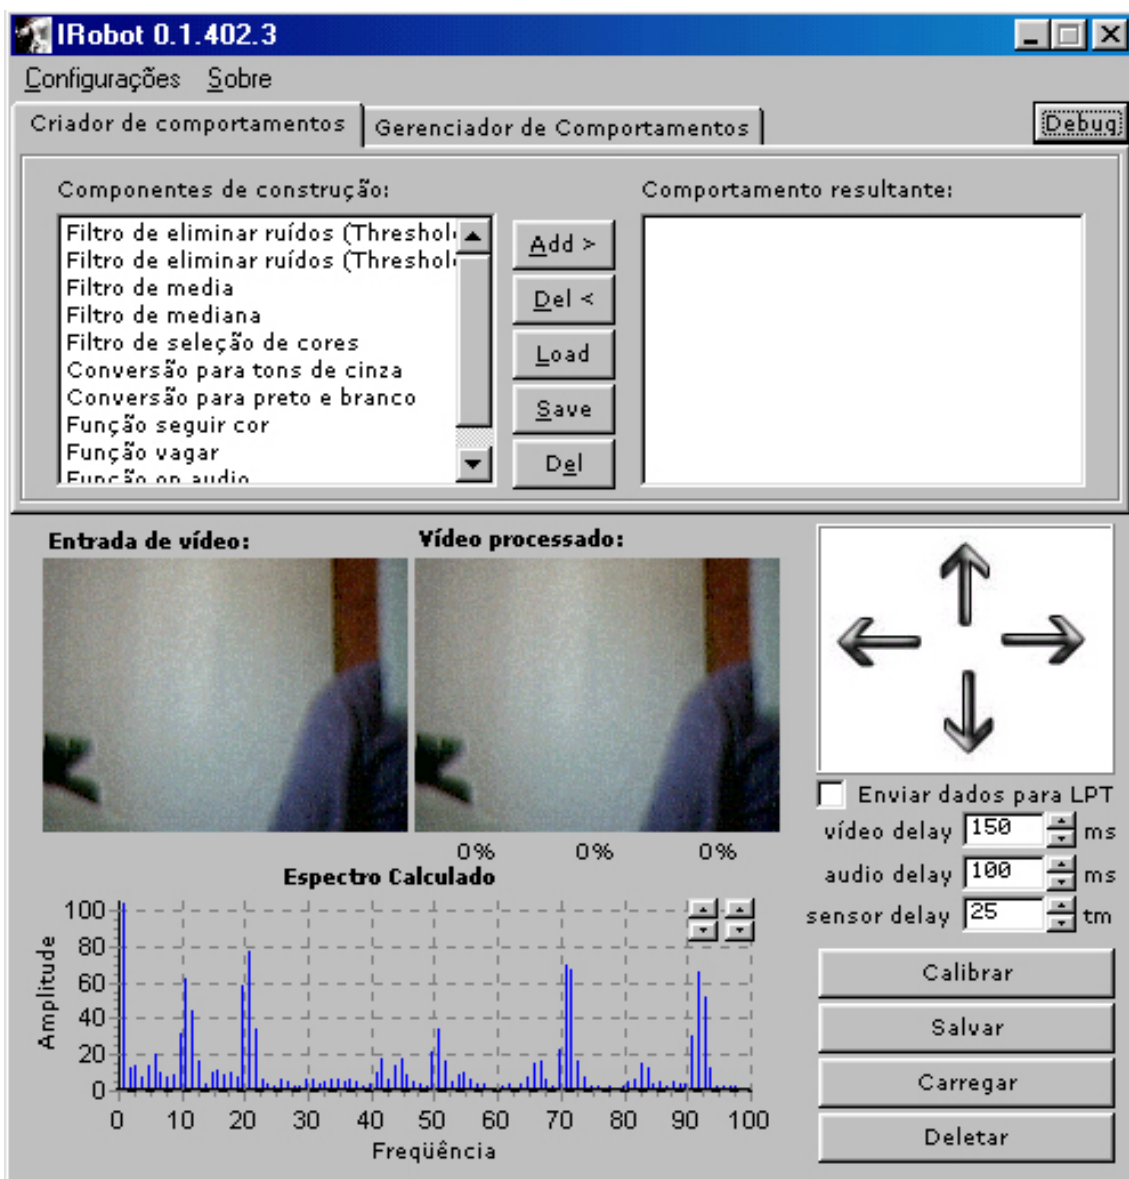 IRobot 0.1.402.3
Configurações Sobre
Criador de comportamentos Gerenciador de Comportamentos Debug
Componentes de construção: Comportamento resultante:
Filtro de eliminar ruídos (Threshol
Filtro de eliminar ruídos (Threshol
Filtro de media
Filtro de mediana
Filtro de seleção de cores
Conversão para tons de cinza
Conversão para preto e branco
Função seguir cor
Função vagar
Função on audio
Add >
Del <
Load
Save
Del
Entrada de vídeo: Vídeo processado:
0% 0% 0%
Enviar dados para LPT
vídeo delay 150 ms
audio delay 100 ms
sensor delay 25 tm
Calibrar
Salvar
Carregar
Deletar
Espectro Calculado
Amplitude
100
80
60
40
20
0
0 10 20 30 40 50 60 70 80 90 100
Freqüência